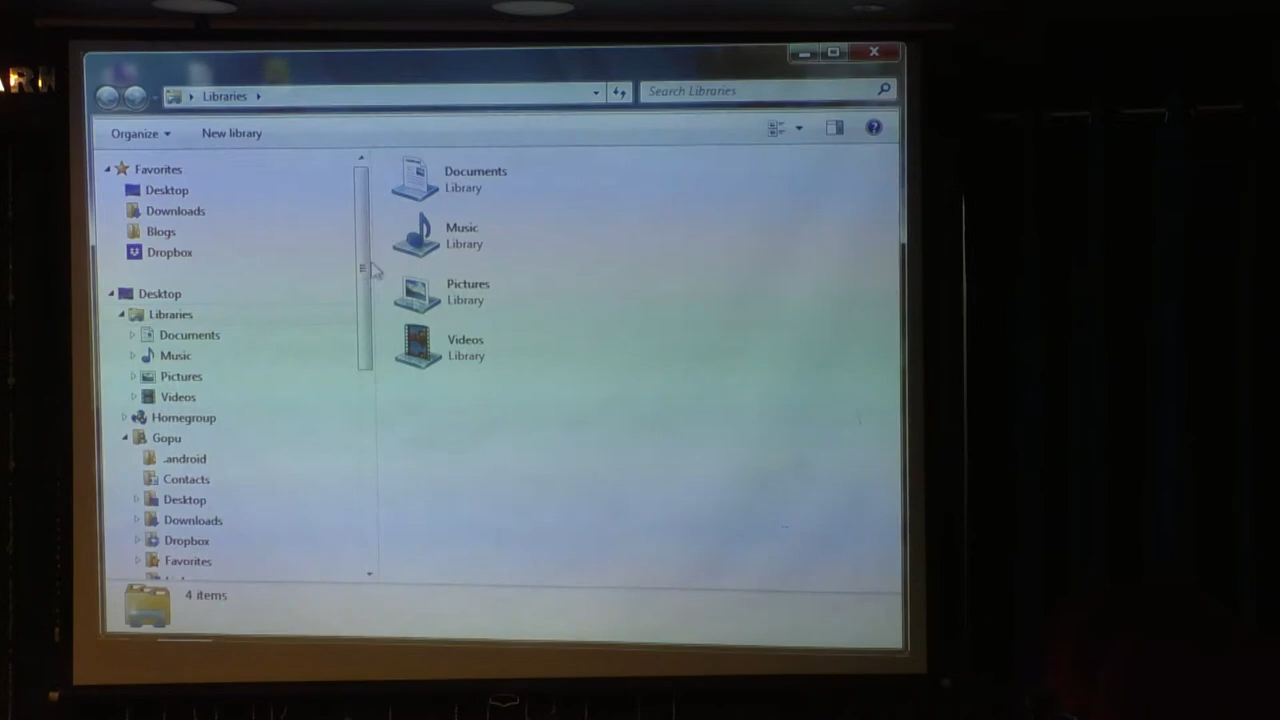 Libraries
Search Libraries
Organize
New library
Favorites
Desktop
Downloads
Blogs
Dropbox
Desktop
Libraries
Documents
Music
Pictures
Videos
Homegroup
Gopu
.android
Contacts
Desktop
Downloads
Dropbox
Favorites
Documents
Library
Music
Library
Pictures
Library
Videos
Library
4 items